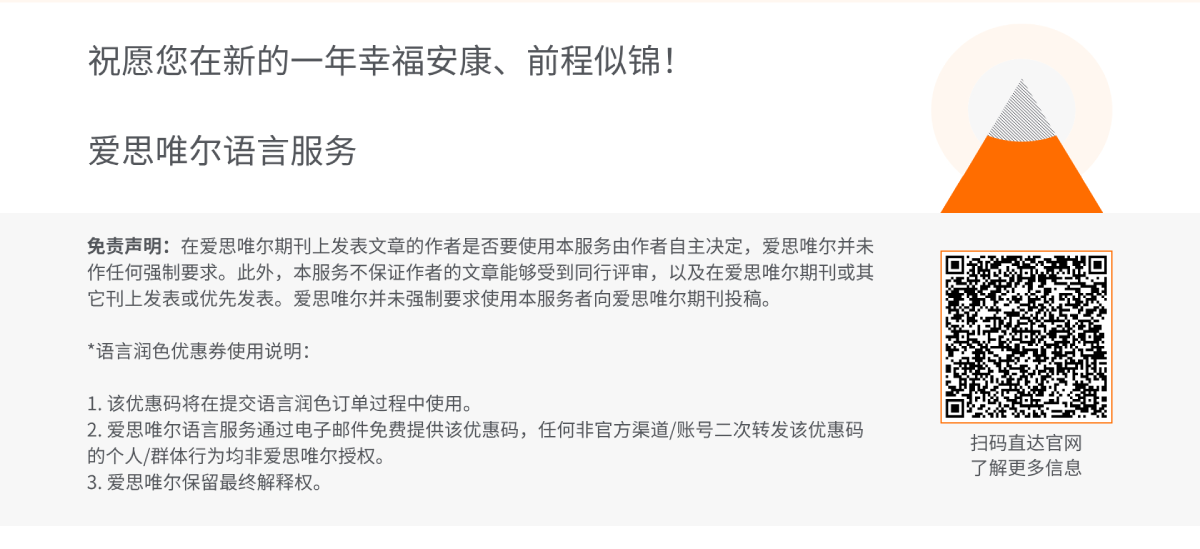 祝愿您在新的一年幸福安康、前程似锦！
爱思唯尔语言服务
免责声明：在爱思唯尔期刊上发表文章的作者是否要使用本服务由作者自主决定，爱思唯尔并未
作任何强制要求。此外，本服务不保证作者的文章能够受到同行评审，以及在爱思唯尔期刊或其
它刊上发表或优先发表。爱思唯尔并未强制要求使用本服务者向爱思唯尔期刊投稿。
*语言润色优惠券使用说明：
1. 该优惠码将在提交语言润色订单过程中使用。
2. 爱思唯尔语言服务通过电子邮件免费提供该优惠码，任何非官方渠道/账号二次转发该优惠码
的个人/群体行为均非爱思唯尔授权。
3. 爱思唯尔保留最终解释权。
扫码直达官网
了解更多信息